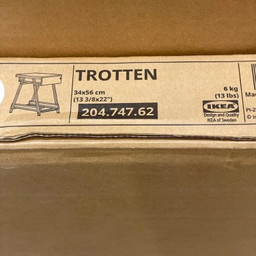 TROTTEN
34x56 cm
(13 3/8x22")
204.747.62
6 kg
(13 lbs)
IKEA
Design and Quality
IKEA of Sweden